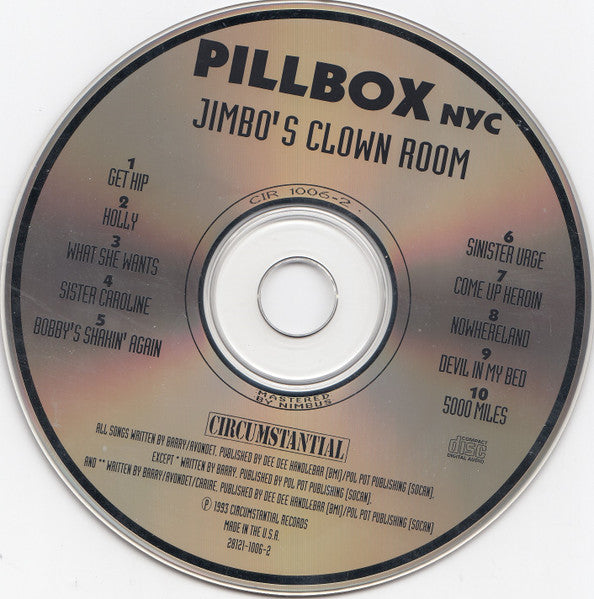 PILLBOX NYC
JIMBO'S CLOWN ROOM
1
GET HIP
2
HOLLY
3
WHAT SHE WANTS
4
SISTER CAROLINE
5
BOBBY'S SHAKIN' AGAIN
6
SINISTER URGE
7
COME UP HEROIN
8
NOWHERELAND
9
DEVIL IN MY BED
10
5000 MILES
CIR 1006-2
MASTERED
BY NIMBUS
CIRCUMSTANTIAL
COMPACT
disc
DIGITAL AUDIO
ALL SONGS WRITTEN BY BARRY/AVONDET. PUBLISHED BY DEE DEE HANDLEBAR (BMI)/POL POT PUBLISHING (SOCAN).
EXCEPT * WRITTEN BY BARRY. PUBLISHED BY POL POT PUBLISHING (SOCAN).
AND ** WRITTEN BY BARRY/AVONDET/CARIRE. PUBLISHED BY DEE DEE HANDLEBAR (BMI)/POL POT PUBLISHING (SOCAN)
℗ 1993 CIRCUMSTANTIAL RECORDS
MADE IN THE U.S.A.
28121-1006-2